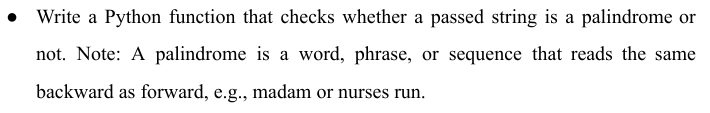 ● Write a Python function that checks whether a passed string is a palindrome or
not. Note: A palindrome is a word, phrase, or sequence that reads the same
backward as forward, e.g., madam or nurses run.